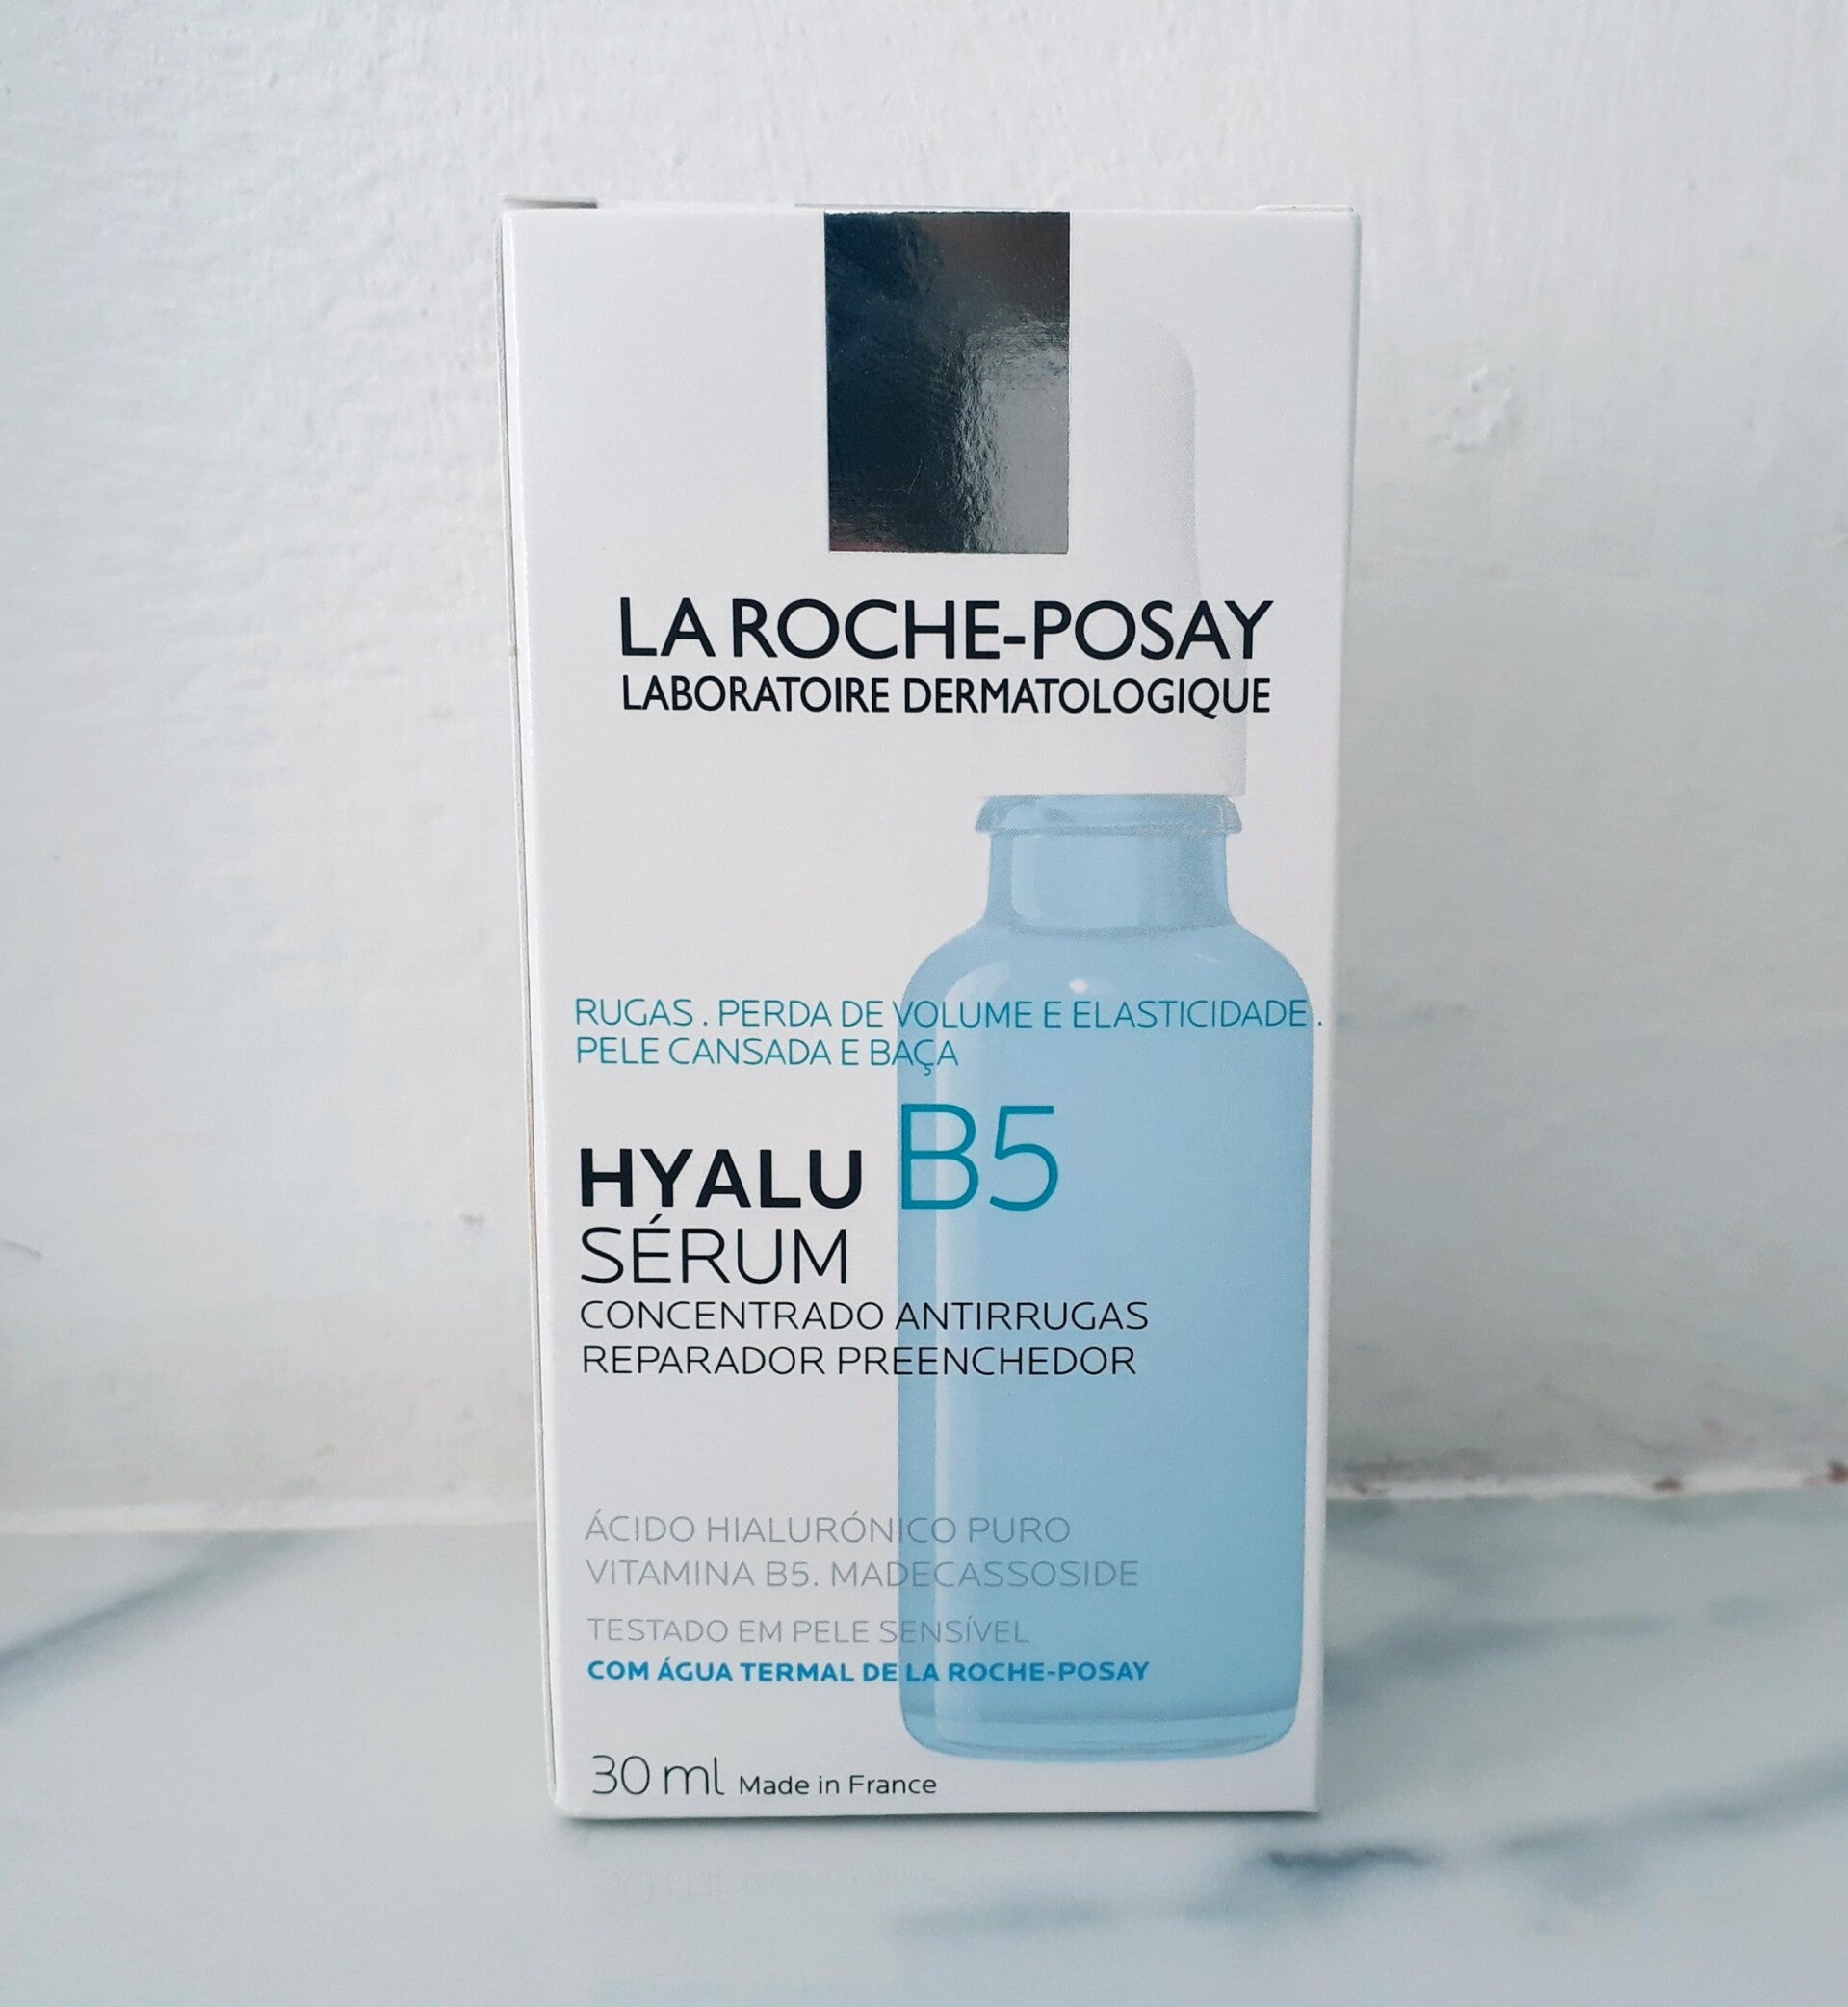 LA ROCHE-POSAY
LABORATOIRE DERMATOLOGIQUE
RUGAS . PERDA DE VOLUME E ELASTICIDADE .
PELE CANSADA E BAÇA
HYALU B5
SÉRUM
CONCENTRADO ANTIRRUGAS
REPARADOR PREENCHEDOR
ÁCIDO HIALURÓNICO PURO
VITAMINA B5. MADECASSOSIDE
TESTADO EM PELE SENSÍVEL
COM ÁGUA TERMAL DE LA ROCHE-POSAY
30 ml Made in France